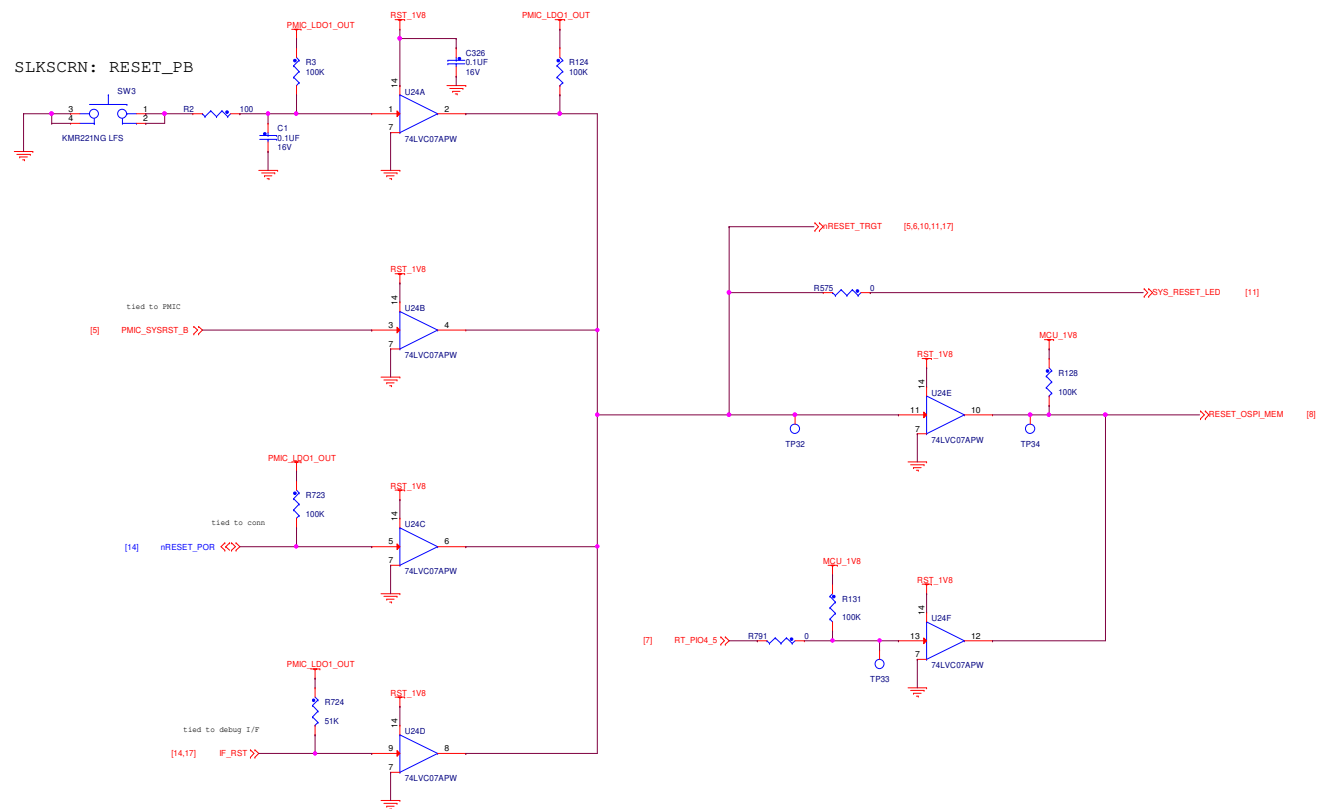 SLKSCRN: RESET_PB
SW3
3
4
1
2
KMR221NG LFS
R2
100
PMIC_LDO1_OUT
R3
100K
C1
0.1UF
16V
RST_1V8
C326
0.1UF
16V
14
U24A
1
2
7
74LVC07APW
PMIC_LDO1_OUT
R124
100K
nRESET_TRGT
[5,6,10,11,17]
R575
0
SYS_RESET_LED
[11]
tied to PMIC
[5]
PMIC_SYSRST_B
RST_1V8
14
U24B
3
4
7
74LVC07APW
RST_1V8
14
U24E
11
10
7
74LVC07APW
TP32
MCU_1V8
R128
100K
TP34
RESET_OSPI_MEM
[8]
PMIC_LDO1_OUT
R723
100K
tied to conn
[14]
nRESET_POR
RST_1V8
14
U24C
5
6
7
74LVC07APW
MCU_1V8
R131
100K
[7]
RT_PIO4_5
R791
0
TP33
RST_1V8
14
U24F
13
12
7
74LVC07APW
PMIC_LDO1_OUT
R724
51K
tied to debug I/F
[14,17]
IF_RST
RST_1V8
14
U24D
9
8
7
74LVC07APW